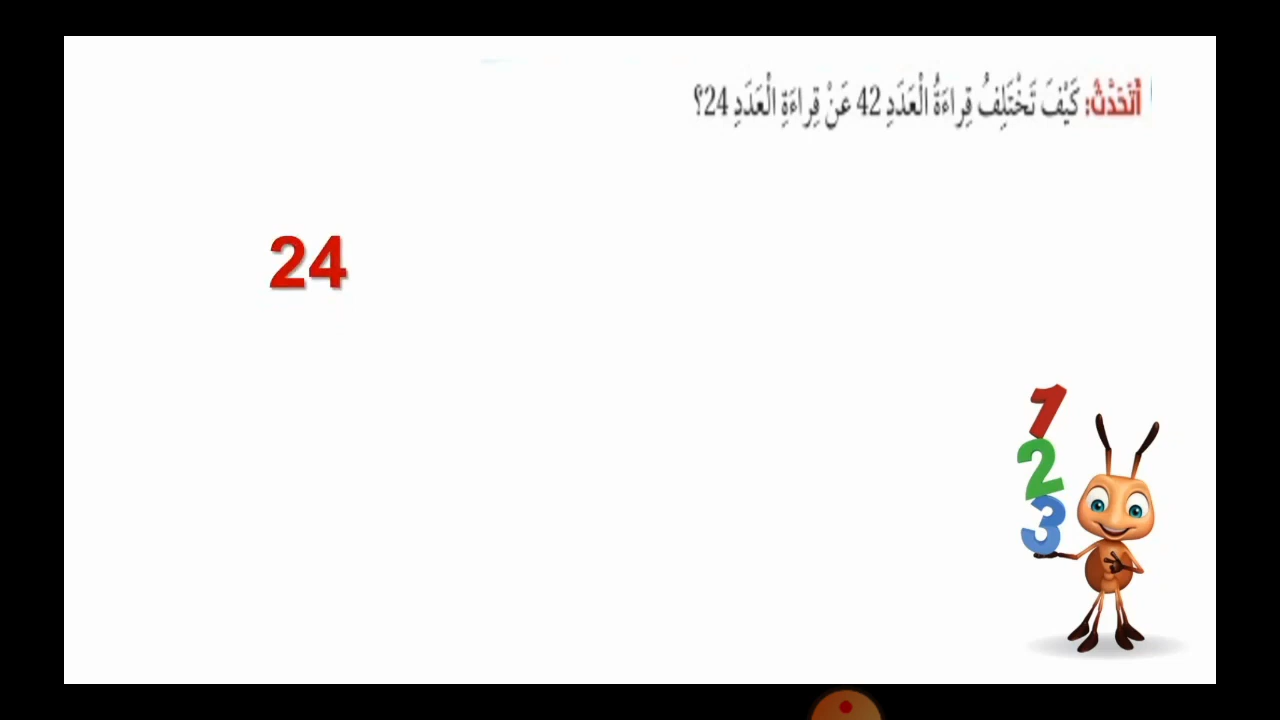 أَتَحَدَّثُ: كَيْفَ تَخْتَلِفُ قِراءَةُ الْعَدَدِ 42 عَنْ قِراءَةِ الْعَدَدِ 24؟
24
1
2
3